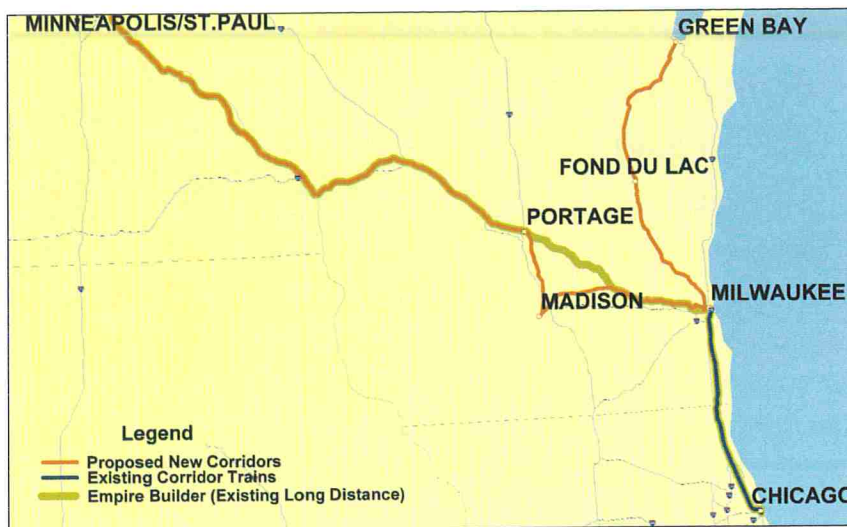 MINNEAPOLIS/ST.PAUL
GREEN BAY
FOND DU LAC
PORTAGE
MADISON
MILWAUKEE
Legend
Proposed New Corridors
Existing Corridor Trains
Empire Builder (Existing Long Distance)
CHICAGO